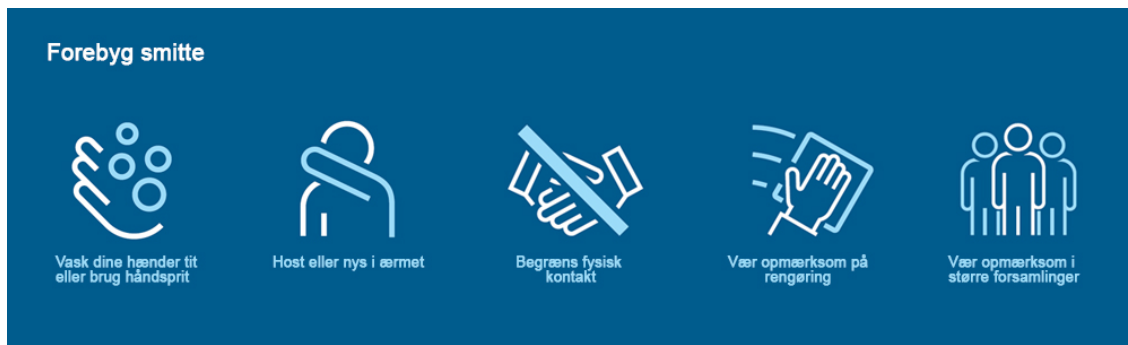 Forebyg smitte
Vask dine hænder tit
eller brug håndsprit
Host eller nys i ærmet
Begræns fysisk
kontakt
Vær opmærksom på
rengøring
Vær opmærksom i
større forsamlinger